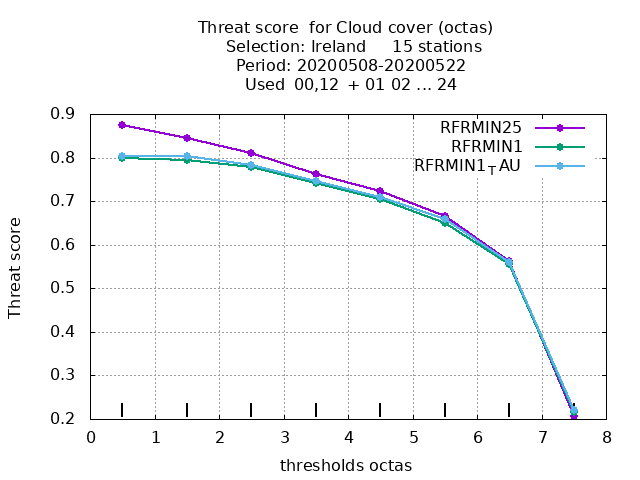 Threat score  for Cloud cover (octas)
Selection: Ireland     15 stations
Period: 20200508-20200522
Used  00,12  + 01 02 ... 24
0.9
0.8
0.7
0.6
0.5
0.4
0.3
0.2
Threat score
RFRMIN25
RFRMIN1
RFRMIN1TAU
0 1 2 3 4 5 6 7 8
thresholds octas